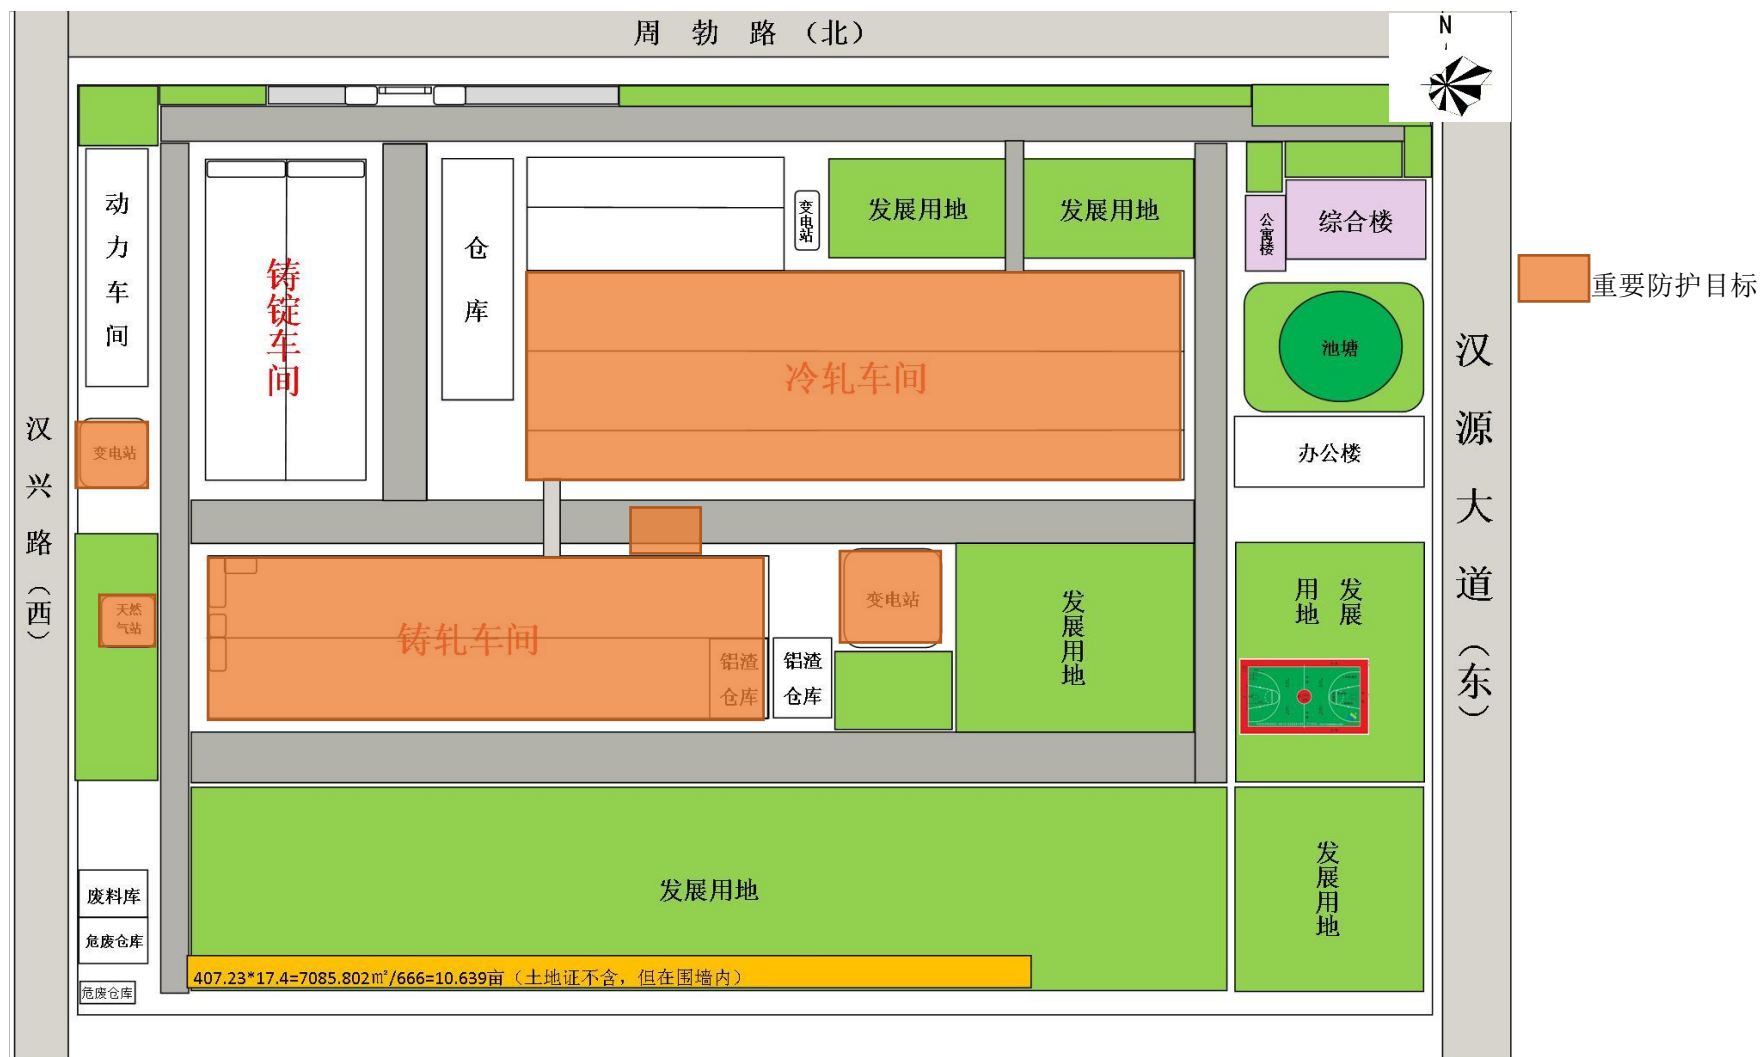 周勃路（北）
N
动力车间
铸锭车间
仓库
变电站
发展用地
发展用地
公寓楼
综合楼
重要防护目标
池塘
冷轧车间
办公楼
变电站
汉兴路（西）
汉源大道（东）
天然
气站
铸轧车间
铝渣
仓库
铝渣
仓库
变电站
发展用地
发展
用地
废料库
危废仓库
危废仓库
发展用地
发展用地
407.23*17.4=7085.802㎡/666=10.639亩（土地证不含，但在围墙内）